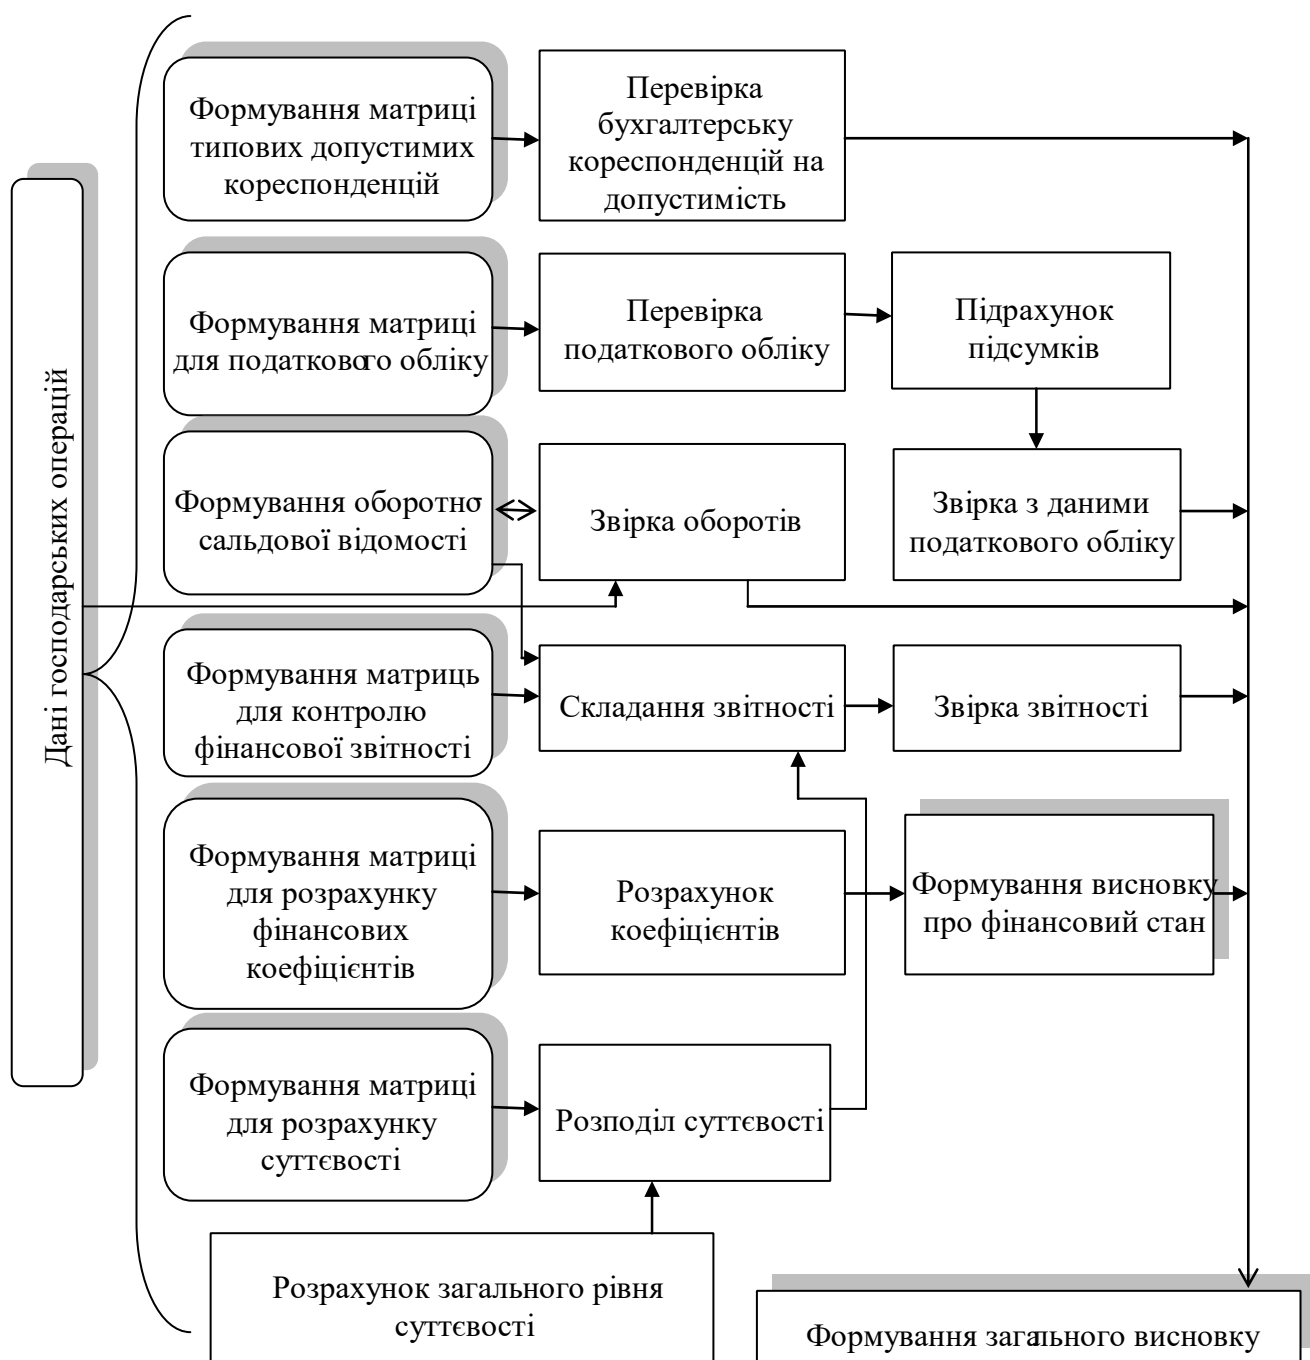 Дані господарських операцій
Формування матриці
типових допустимих
кореспонденцій
Перевірка
бухгалтерську
кореспонденцій на
допустимість
Формування матриці
для податкового обліку
Перевірка
податкового обліку
Підрахунок
підсумків
Формування оборотно
сальдової відомості
Звірка оборотів
Звірка з даними
податкового обліку
Формування матриць
для контролю
фінансової звітності
Складання звітності
Звірка звітності
Формування матриці
для розрахунку
фінансових
коефіцієнтів
Розрахунок
коефіцієнтів
Формування висновку
про фінансовий стан
Формування матриці
для розрахунку
суттєвості
Розподіл суттєвості
Розрахунок загального рівня
суттєвості
Формування загального висновку